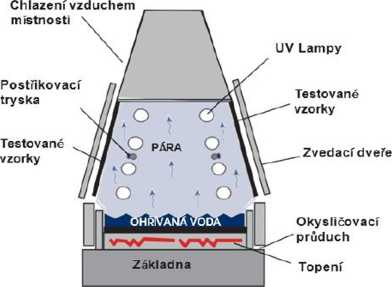 Chlazení vzduchem
místností
UV Lampy
Postřikovací
tryska
Testované
vzorky
Testované
vzorky
PÁRA
Zvedací dveře
OHŘÍVANÁ VODA
Okysličovací
průduch
Základna
Topení